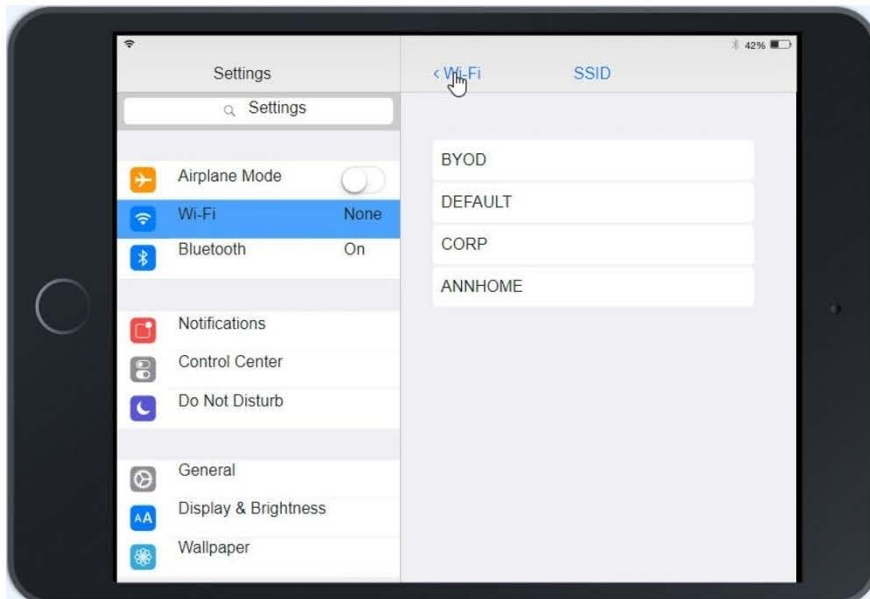 42%
Settings
< Wi-Fi
SSID
Settings
Airplane Mode
Wi-Fi None
Bluetooth On
Notifications
Control Center
Do Not Disturb
General
AA Display & Brightness
Wallpaper
BYOD
DEFAULT
CORP
ANNHOME